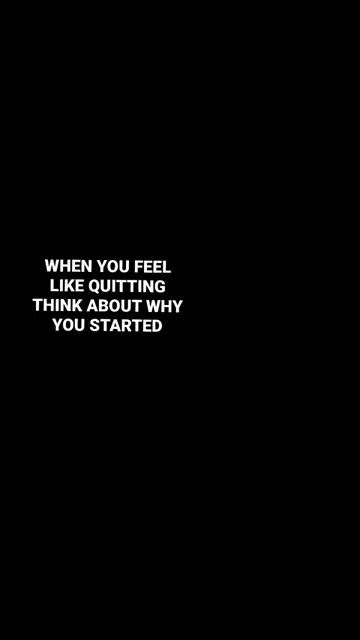 WHEN YOU FEEL
LIKE QUITTING
THINK ABOUT WHY
YOU STARTED